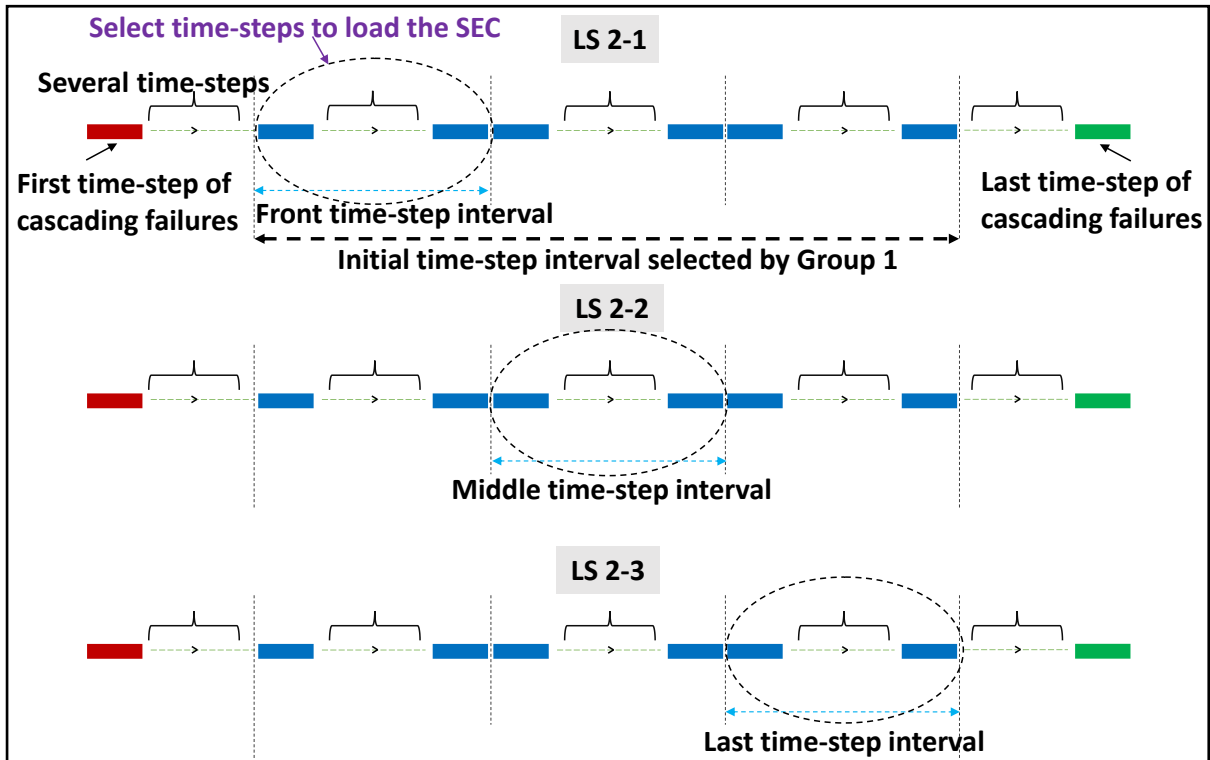 Select time-steps to load the SEC
LS 2-1
Several time-steps
First time-step of
cascading failures
Front time-step interval
Last time-step of
cascading failures
Initial time-step interval selected by Group 1
LS 2-2
Middle time-step interval
LS 2-3
Last time-step interval